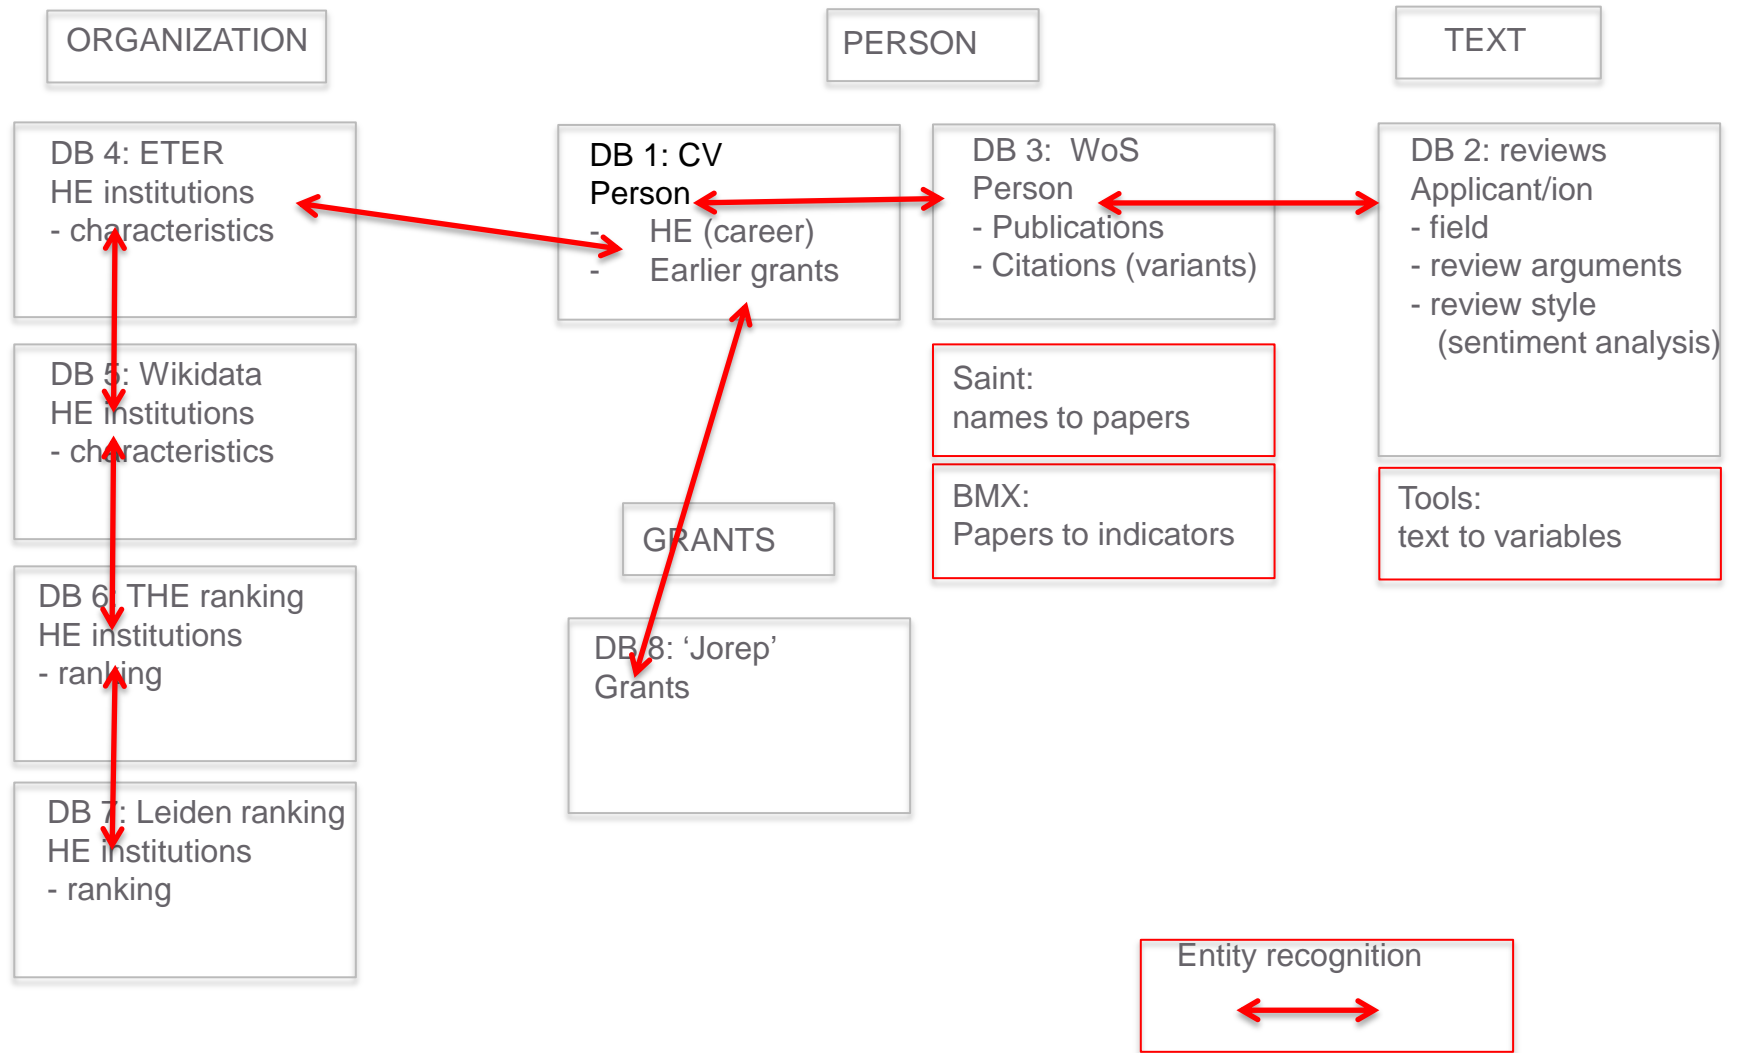 ORGANIZATION
PERSON
TEXT
DB 4: ETER
HE institutions
- characteristics
DB 1: CV
Person
- HE (career)
- Earlier grants
DB 3: WoS
Person
- Publications
- Citations (variants)
DB 2: reviews
Applicant/ion
- field
- review arguments
- review style
(sentiment analysis)
DB 5: Wikidata
HE institutions
- characteristics
Saint:
names to papers
BMX:
Papers to indicators
Tools:
text to variables
GRANTS
DB 6: THE ranking
HE institutions
- ranking
DB 8: ‘Jorep’
Grants
DB 7: Leiden ranking
HE institutions
- ranking
Entity recognition